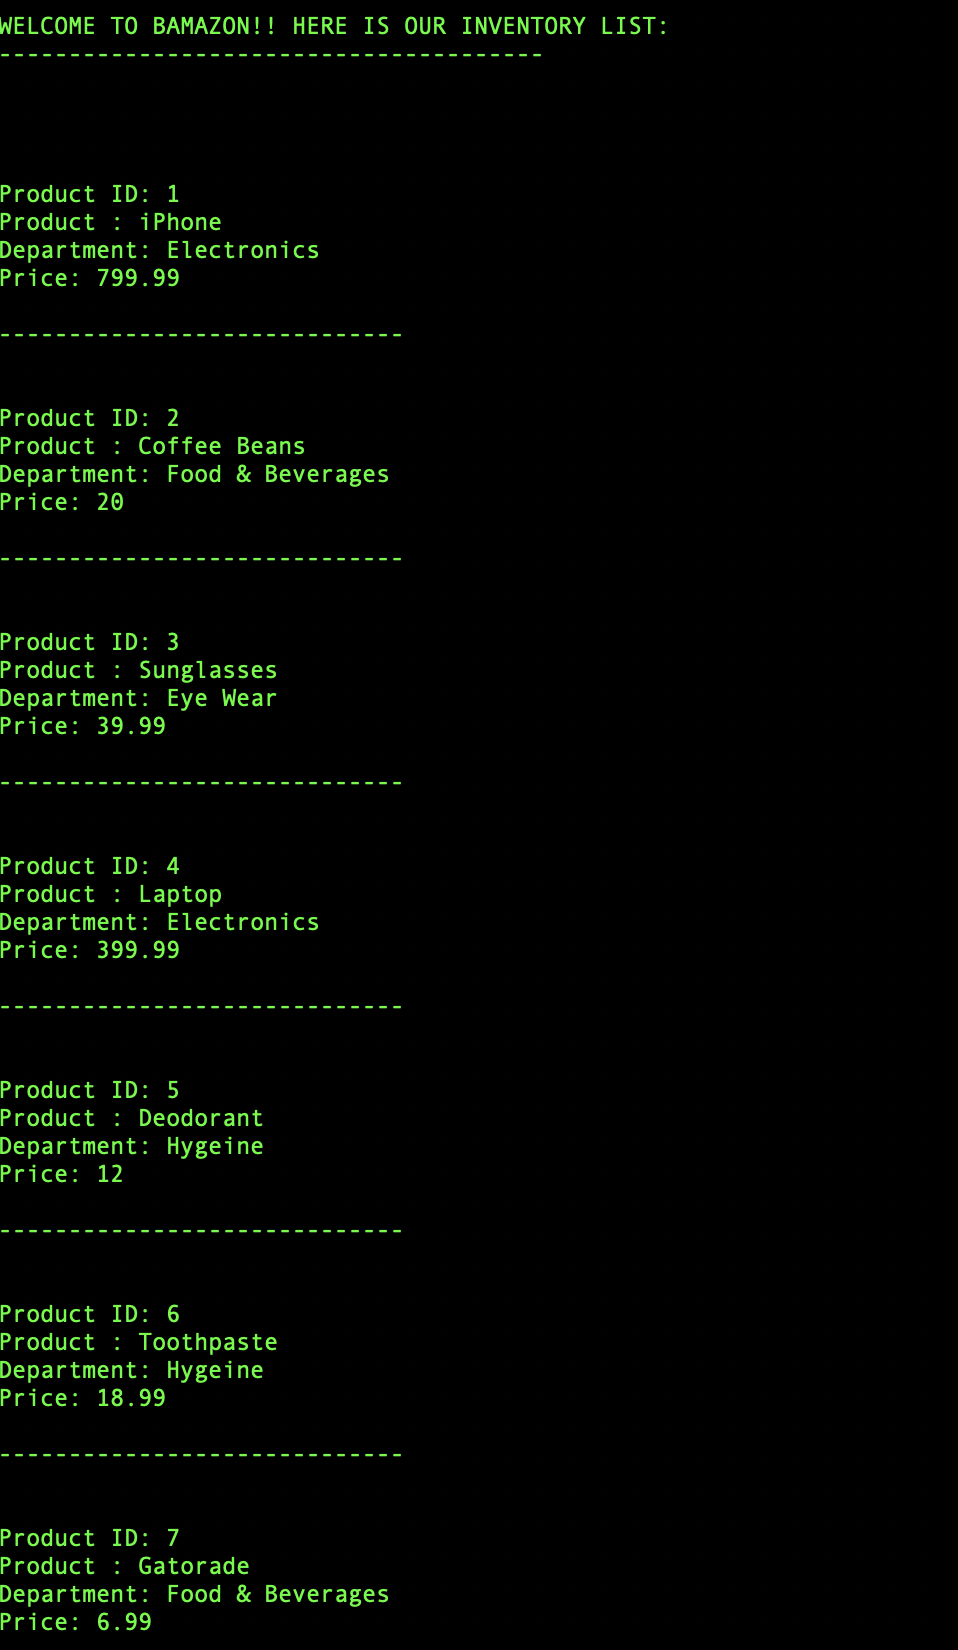 WELCOME TO BAMAZON!! HERE IS OUR INVENTORY LIST:
---------------------------------------
Product ID: 1
Product : iPhone
Department: Electronics
Price: 799.99
-----------------------------
Product ID: 2
Product : Coffee Beans
Department: Food & Beverages
Price: 20
-----------------------------
Product ID: 3
Product : Sunglasses
Department: Eye Wear
Price: 39.99
-----------------------------
Product ID: 4
Product : Laptop
Department: Electronics
Price: 399.99
-----------------------------
Product ID: 5
Product : Deodorant
Department: Hygeine
Price: 12
-----------------------------
Product ID: 6
Product : Toothpaste
Department: Hygeine
Price: 18.99
-----------------------------
Product ID: 7
Product : Gatorade
Department: Food & Beverages
Price: 6.99